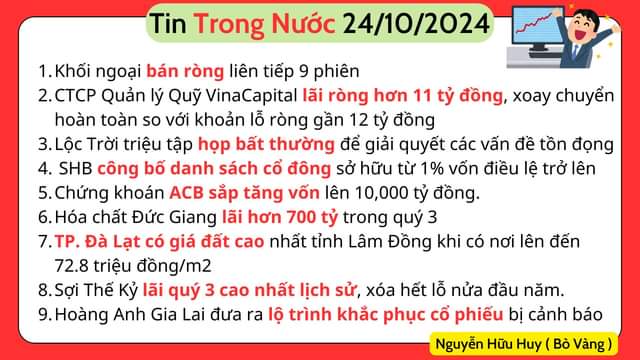 Tin Trong Nước 24/10/2024
1. Khối ngoại bán ròng liên tiếp 9 phiên
2. CTCP Quản lý Quỹ VinaCapital lãi ròng hơn 11 tỷ đồng, xoay chuyển
hoàn toàn so với khoản lỗ ròng gần 12 tỷ đồng
3. Lộc Trời triệu tập họp bất thường để giải quyết các vấn đề tồn đọng
4. SHB công bố danh sách cổ đông sở hữu từ 1% vốn điều lệ trở lên
5. Chứng khoán ACB sắp tăng vốn lên 10,000 tỷ đồng.
6. Hóa chất Đức Giang lãi hơn 700 tỷ trong quý 3
7. TP. Đà Lạt có giá đất cao nhất tỉnh Lâm Đồng khi có nơi lên đến
72.8 triệu đồng/m2
8. Sợi Thế Kỷ lãi quý 3 cao nhất lịch sử, xóa hết lỗ nửa đầu năm.
9. Hoàng Anh Gia Lai đưa ra lộ trình khắc phục cổ phiếu bị cảnh báo
Nguyễn Hữu Huy ( Bò Vàng )